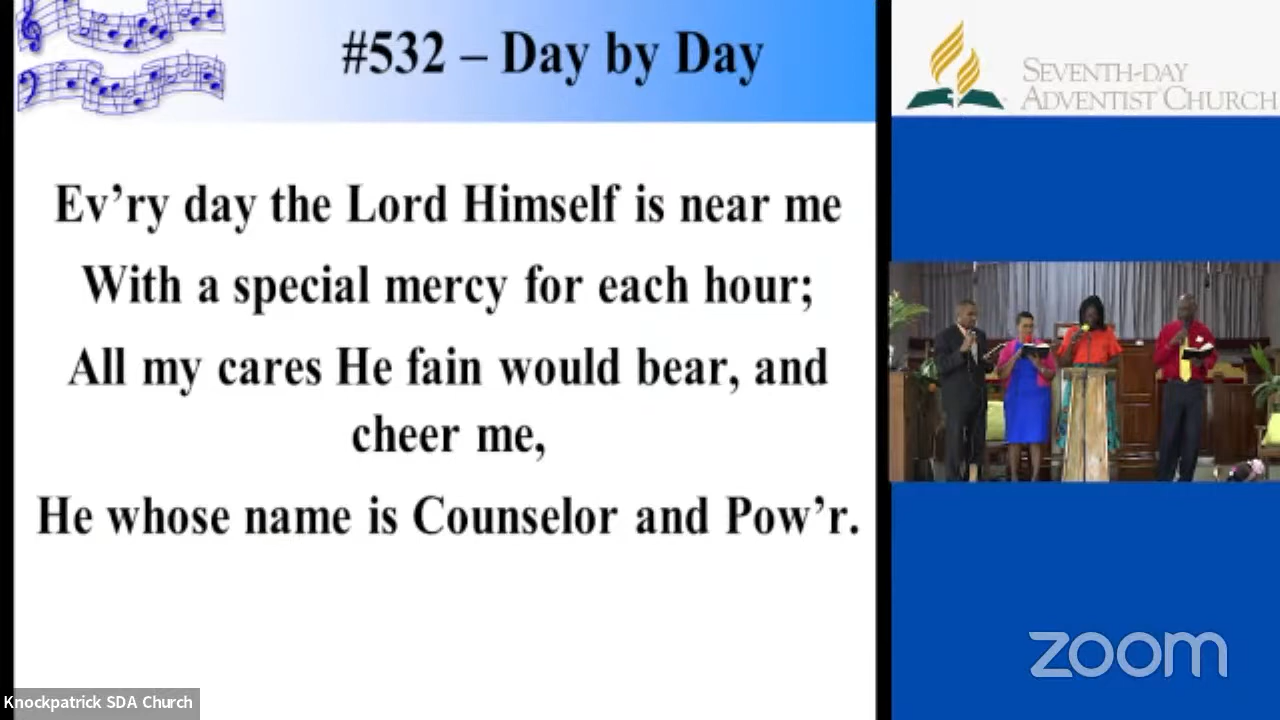 #532 – Day by Day
Ev’ry day the Lord Himself is near me
With a special mercy for each hour;
All my cares He fain would bear, and
cheer me,
He whose name is Counselor and Pow’r.
SEVENTH-DAY
ADVENTIST CHURCH
zoom
Knockpatrick SDA Church